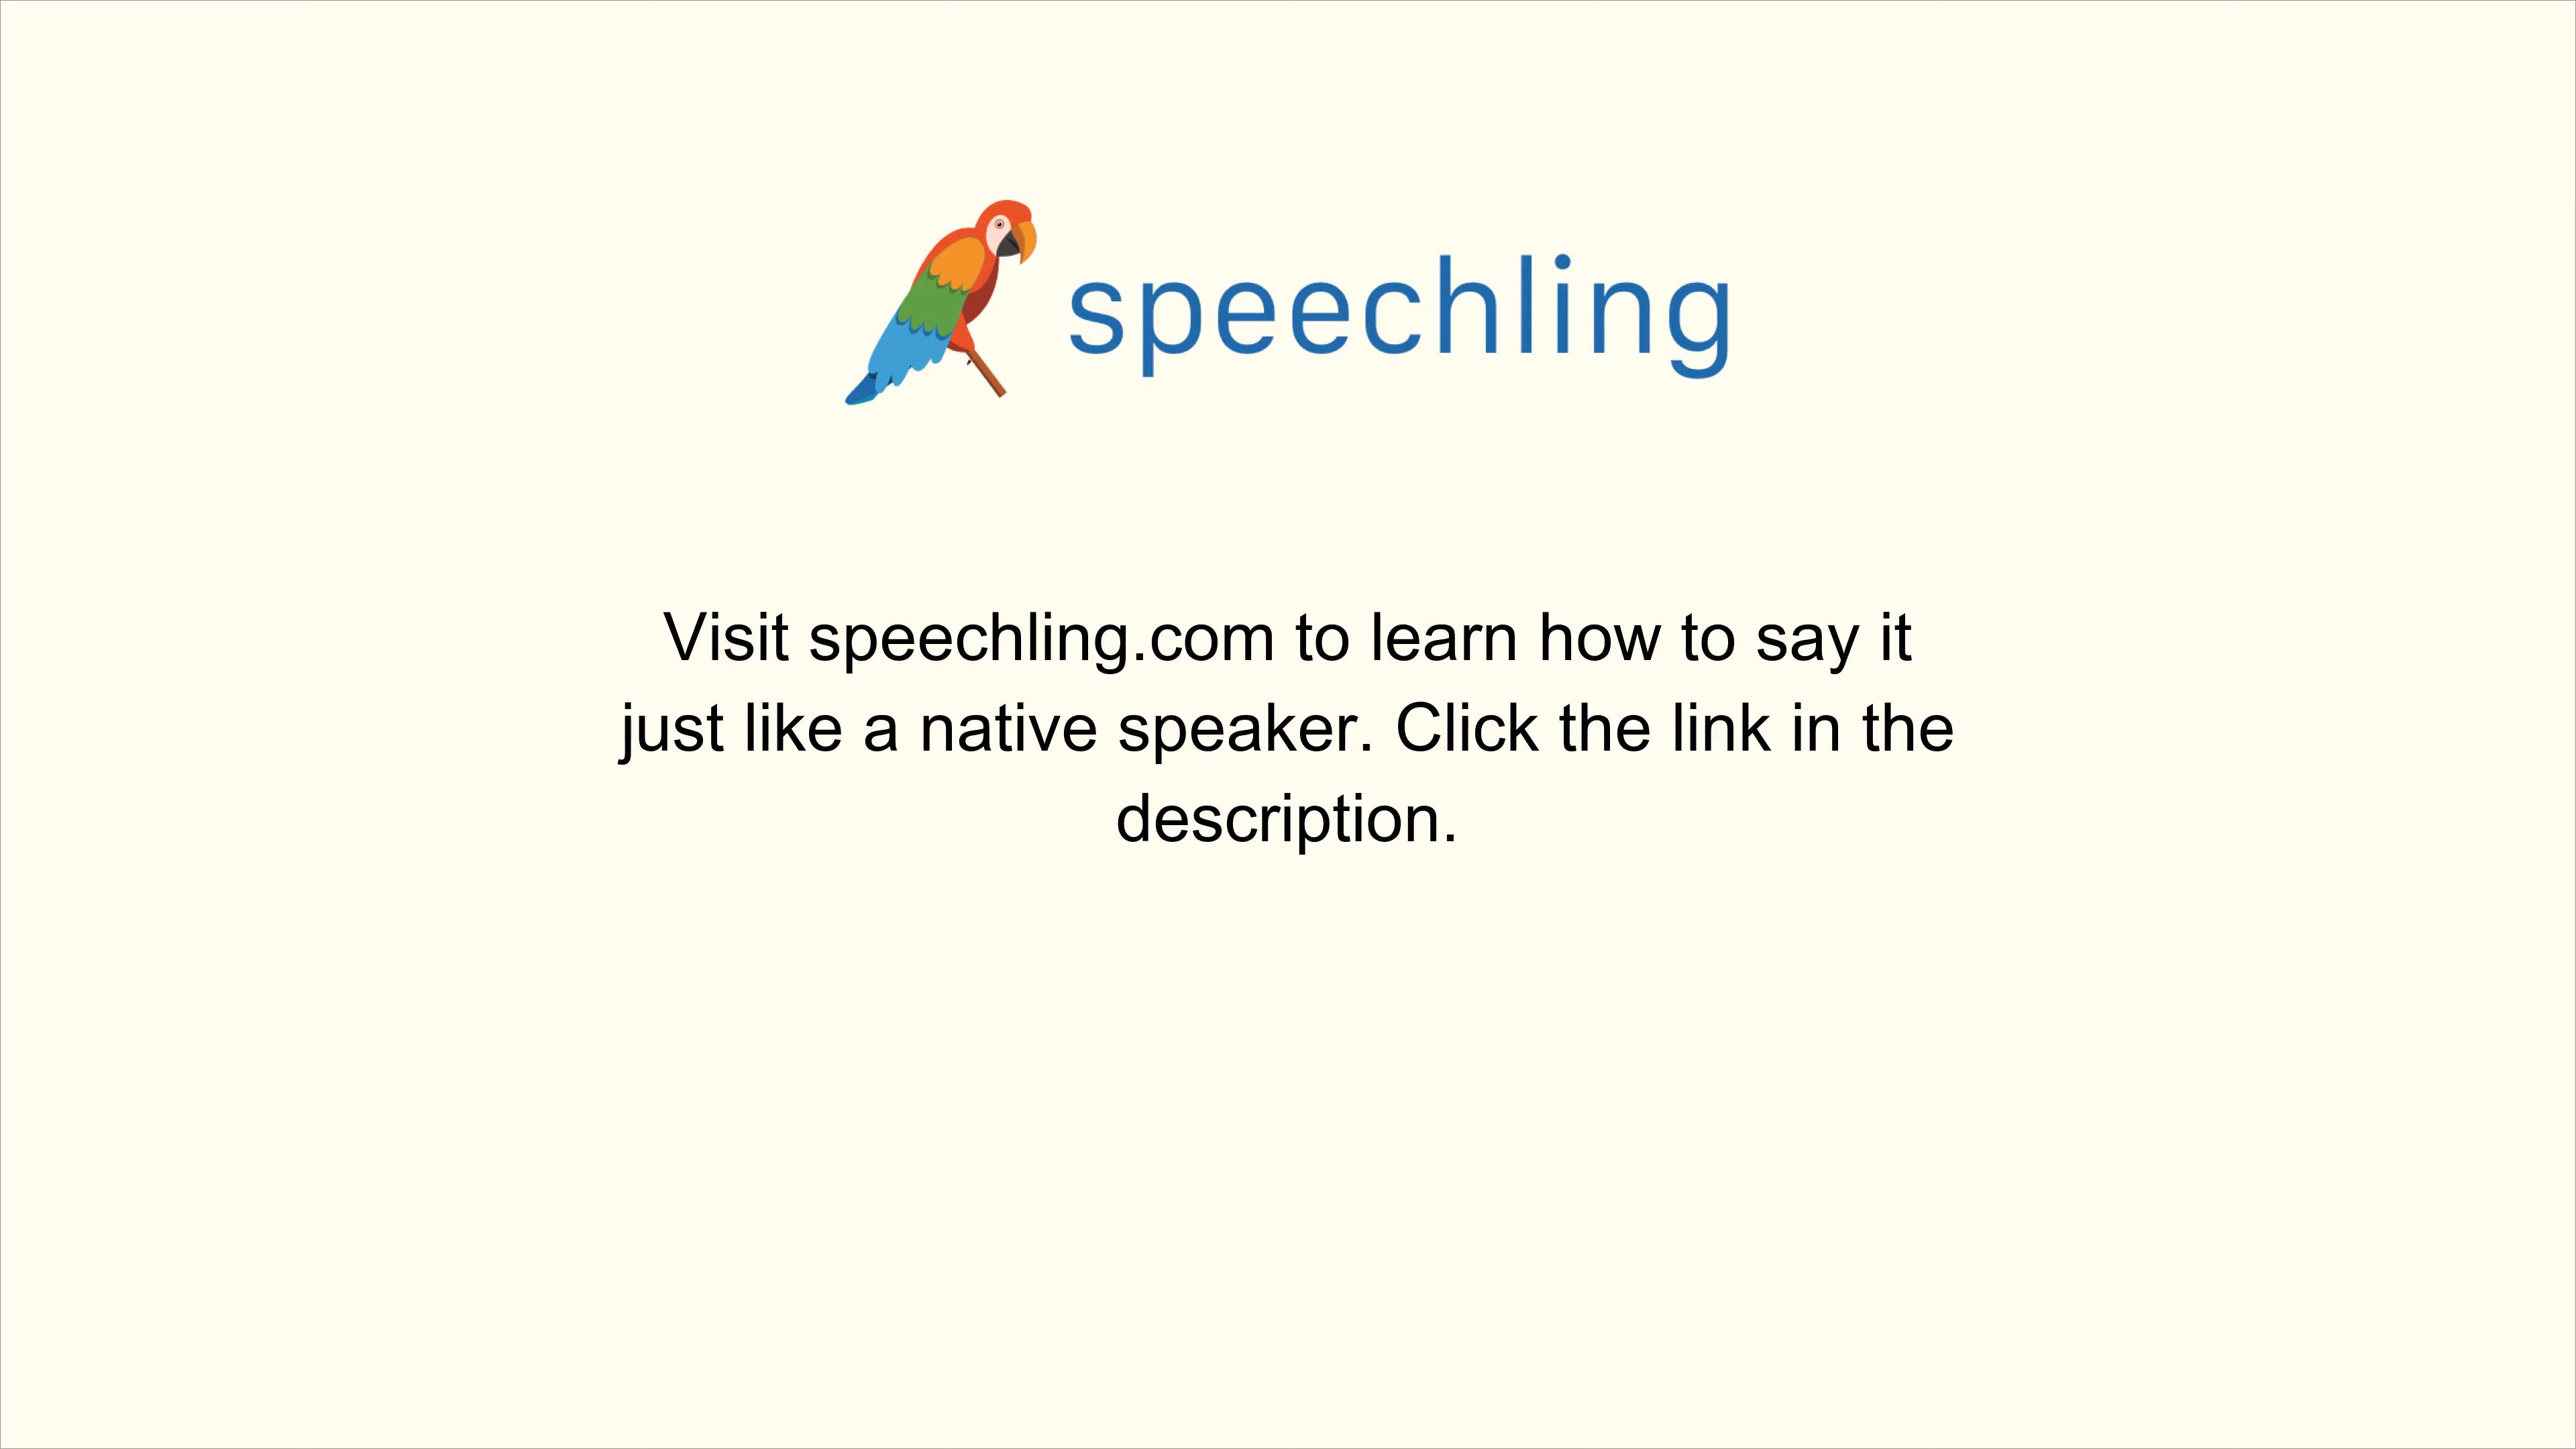 speechling
Visit speechling.com to learn how to say it
just like a native speaker. Click the link in the
description.